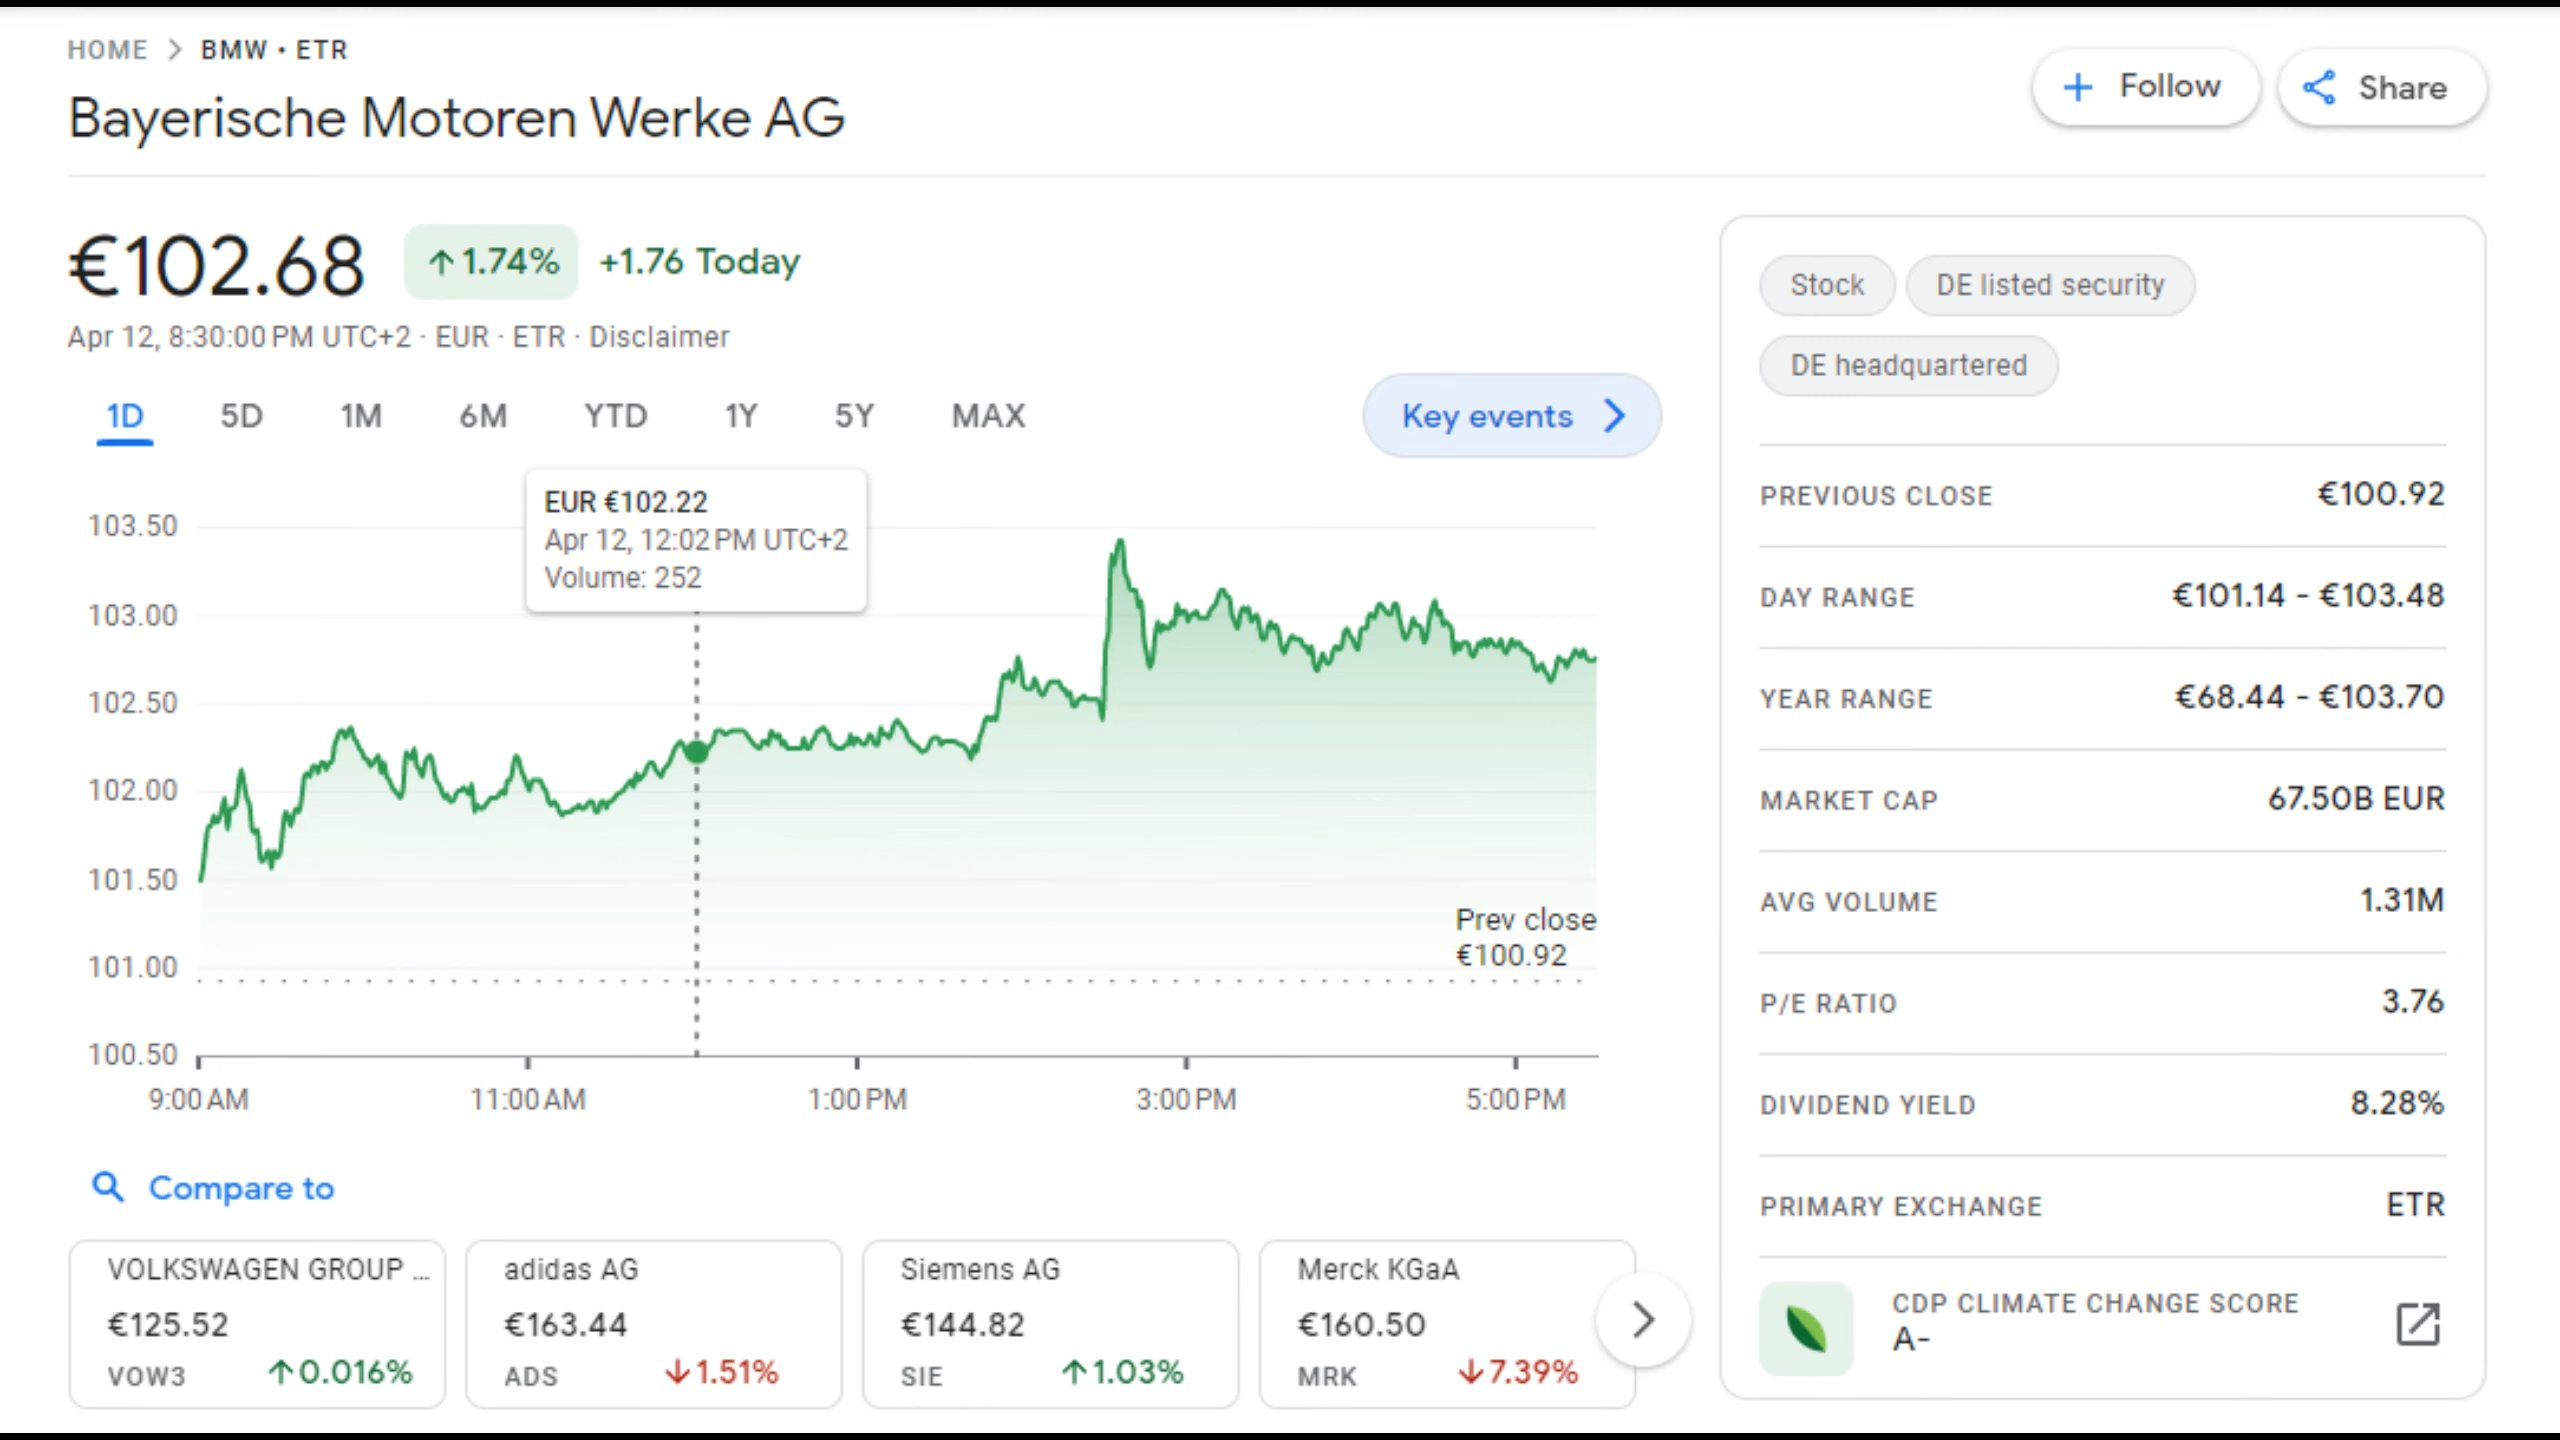 HOME > BMW • ETR
Bayerische Motoren Werke AG
+ Follow
Share
€102.68 ↑1.74% +1.76 Today
Apr 12, 8:30:00 PM UTC+2 · EUR · ETR · Disclaimer
1D 5D 1M 6M YTD 1Y 5Y MAX
Key events
EUR €102.22
Apr 12, 12:02 PM UTC+2
Volume: 252
103.50
103.00
102.50
102.00
101.50
101.00
100.50
Prev close
€100.92
9:00 AM 11:00 AM 1:00 PM 3:00 PM 5:00 PM
Compare to
VOLKSWAGEN GROUP ...
€125.52
VOW3 ↑0.016%
adidas AG
€163.44
ADS ↓1.51%
Siemens AG
€144.82
SIE ↑1.03%
Merck KGaA
€160.50
MRK ↓7.39%
Stock
DE listed security
DE headquartered
PREVIOUS CLOSE €100.92
DAY RANGE €101.14 - €103.48
YEAR RANGE €68.44 - €103.70
MARKET CAP 67.50B EUR
AVG VOLUME 1.31M
P/E RATIO 3.76
DIVIDEND YIELD 8.28%
PRIMARY EXCHANGE ETR
CDP CLIMATE CHANGE SCORE
A-